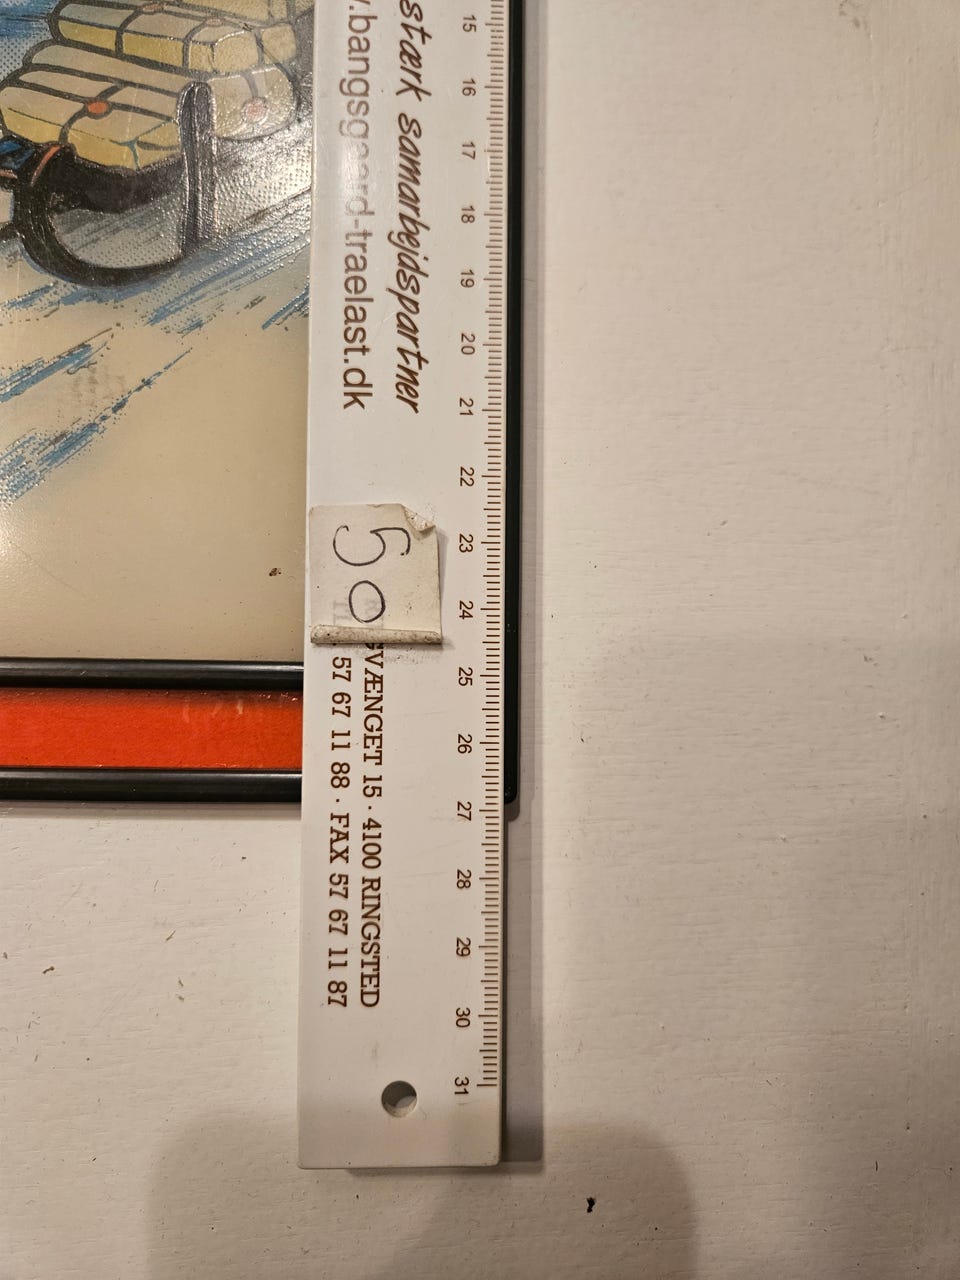 stærk samarbejdspartner
.bangsgaard-traelast.dk
15 16 17 18 19 20 21 22 23 24 25 26 27 28 29 30 31
50
VÆNGET 15 · 4100 RINGSTED
57 67 11 88 · FAX 57 67 11 87